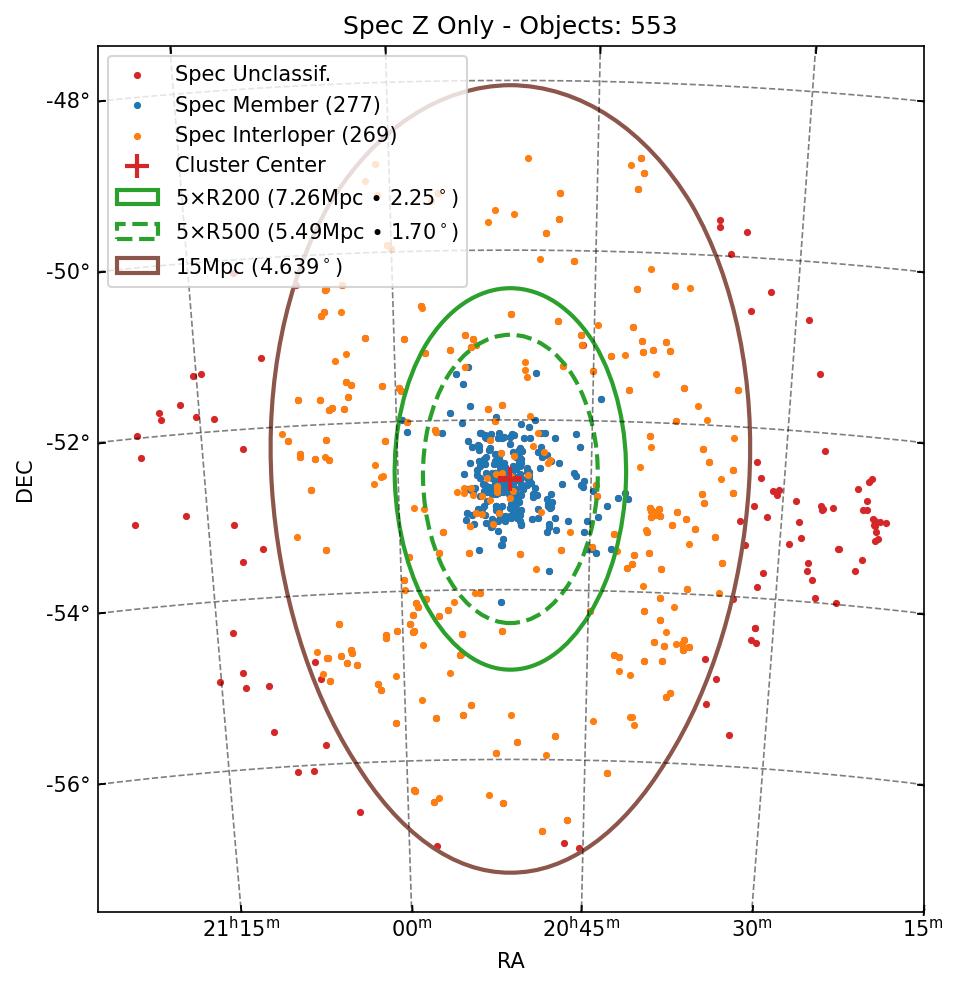 Spec Z Only - Objects: 553
Spec Unclassif.
Spec Member (277)
Spec Interloper (269)
Cluster Center
5×R200 (7.26Mpc • 2.25°)
5×R500 (5.49Mpc • 1.70°)
15Mpc (4.639°)
-48°
-50°
-52°
-54°
-56°
DEC
21ʰ15ᵐ 00ᵐ 20ʰ45ᵐ 30ᵐ 15ᵐ
RA